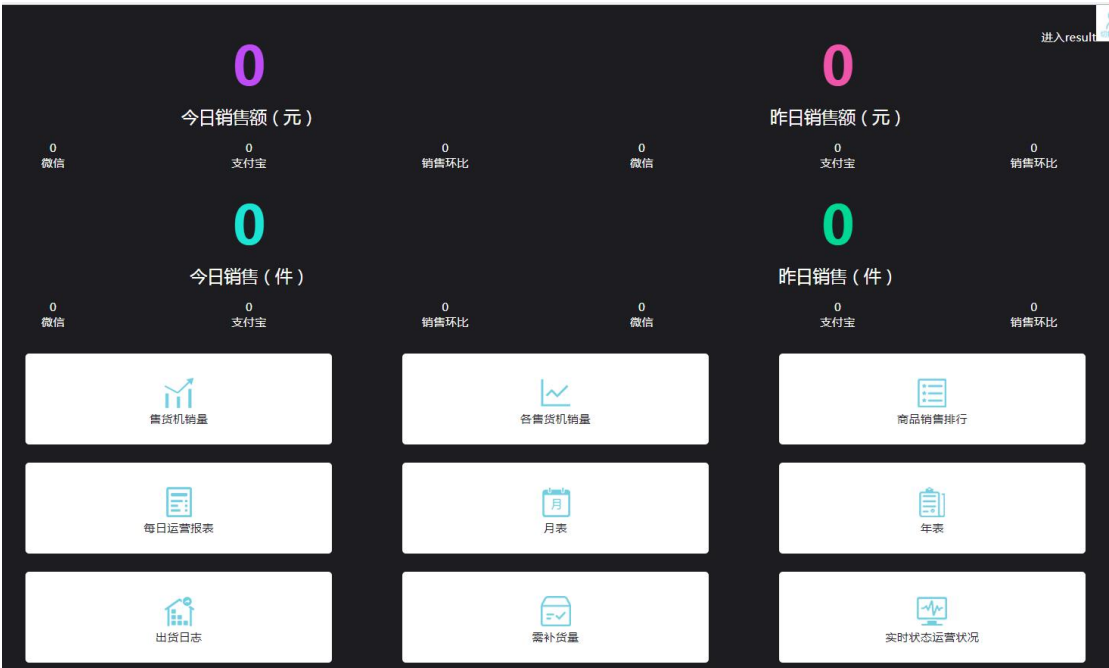 进入result
0 0
今日销售额（元） 昨日销售额（元）
0 0 0 0 0 0
微信 支付宝 销售环比 微信 支付宝 销售环比
0 0
今日销售（件） 昨日销售（件）
0 0 0 0 0 0
微信 支付宝 销售环比 微信 支付宝 销售环比
售货机销量 各售货机销量 商品销售排行
月
每日运营报表 月表 年表
出货日志 需补货量 实时状态运营状况